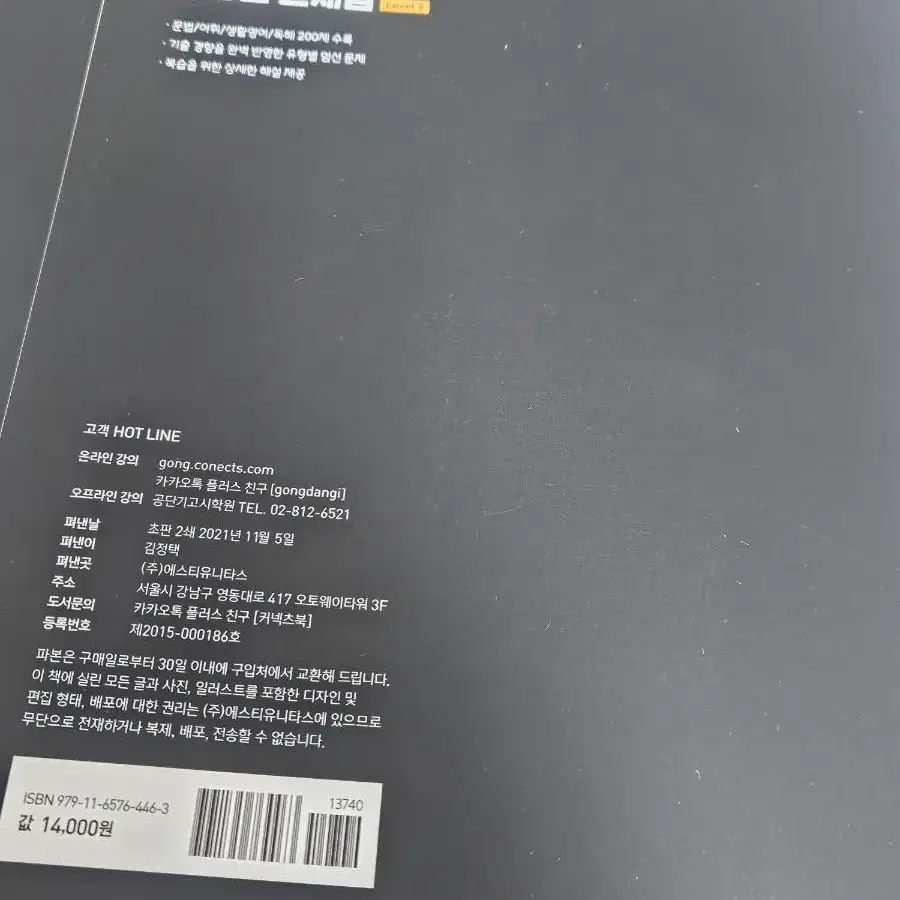 Level 1
· 문법/어휘/생활영어/독해 200제 수록
· 기출 경향을 완벽 반영한 유형별 엄선 문제
· 복습을 위한 상세한 해설 제공
고객 HOT LINE
온라인 강의 gong.conects.com
카카오톡 플러스 친구 [gongdangi]
오프라인 강의 공단기고시학원 TEL. 02-812-6521
펴낸날 초판 2쇄 2021년 11월 5일
펴낸이 김정택
펴낸곳 (주)에스티유니타스
주소 서울시 강남구 영동대로 417 오토웨이타워 3F
도서문의 카카오톡 플러스 친구 [커넥츠북]
등록번호 제2015-000186호
파본은 구매일로부터 30일 이내에 구입처에서 교환해 드립니다.
이 책에 실린 모든 글과 사진, 일러스트를 포함한 디자인 및
편집 형태, 배포에 대한 권리는 (주)에스티유니타스에 있으므로
무단으로 전재하거나 복제, 배포, 전송할 수 없습니다.
ISBN 979-11-6576-446-3
13740
값 14,000원